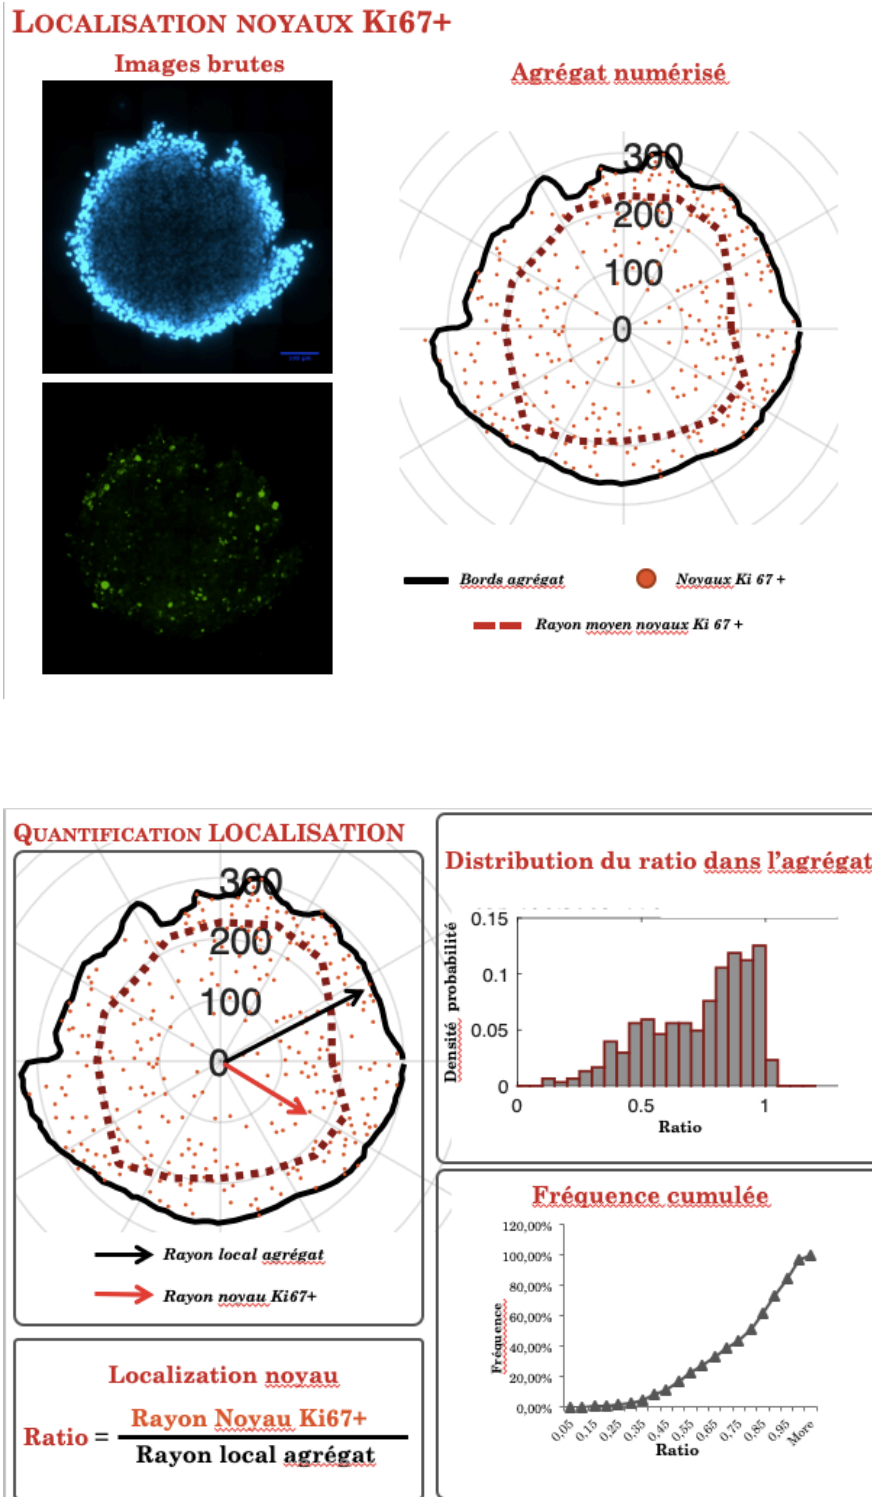 LOCALISATION NOYAUX KI67+
Images brutes
Agrégat numérisé
300
200
100
0
100 µm
Bords agrégat
Noyaux Ki 67 +
Rayon moyen noyaux Ki 67 +
QUANTIFICATION LOCALISATION
300
200
100
0
Rayon local agrégat
Rayon noyau Ki67+
Localization noyau
Ratio = Rayon Noyau Ki67+
Rayon local agrégat
Distribution du ratio dans l'agrégat
Densité probabilité
0.15
0.1
0.05
0
0 0.5 1
Ratio
Fréquence cumulée
Fréquence
120,00%
100,00%
80,00%
60,00%
40,00%
20,00%
0,00%
0,05 0,15 0,25 0,35 0,45 0,55 0,65 0,75 0,85 0,95 More
Ratio